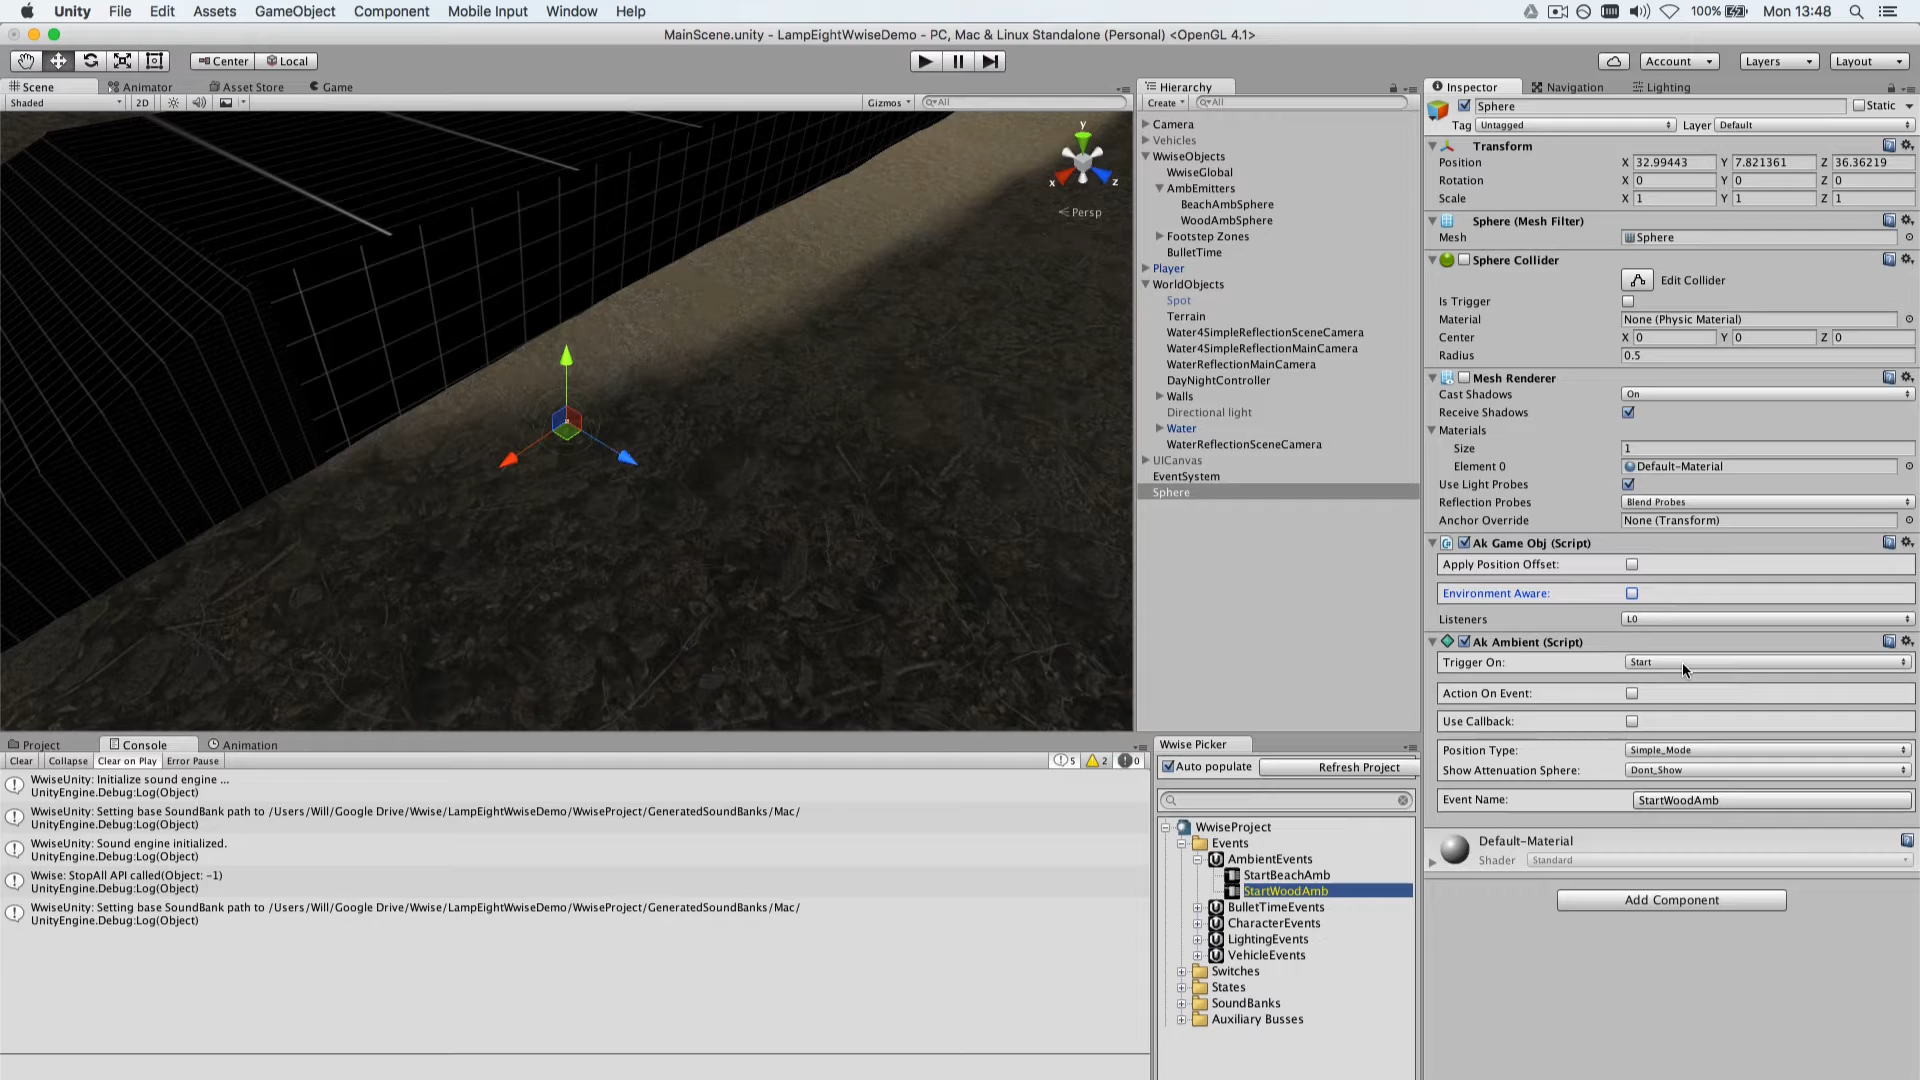 Unity File Edit Assets GameObject Component Mobile Input Window Help 100% Mon 13:48
MainScene.unity - LampEightWwiseDemo - PC, Mac & Linux Standalone (Personal) <OpenGL 4.1>
Center Local Account Layers Layout
Scene Animator Asset Store Game
Shaded 2D Gizmos All
y
x z
Persp
Hierarchy
Create All
Camera
Vehicles
WwiseObjects
WwiseGlobal
AmbEmitters
BeachAmbSphere
WoodAmbSphere
Footstep Zones
BulletTime
Player
WorldObjects
Spot
Terrain
Water4SimpleReflectionSceneCamera
Water4SimpleReflectionMainCamera
WaterReflectionMainCamera
DayNightController
Walls
Directional light
Water
WaterReflectionSceneCamera
UICanvas
EventSystem
Sphere
Inspector Navigation Lighting
Sphere Static
Tag Untagged Layer Default
Transform
Position X 32.99443 Y 7.821361 Z 36.36219
Rotation X 0 Y 0 Z 0
Scale X 1 Y 1 Z 1
Sphere (Mesh Filter)
Mesh Sphere
Sphere Collider
Edit Collider
Is Trigger
Material None (Physic Material)
Center X 0 Y 0 Z 0
Radius 0.5
Mesh Renderer
Cast Shadows On
Receive Shadows
Materials
Size 1
Element 0 Default-Material
Use Light Probes
Reflection Probes Blend Probes
Anchor Override None (Transform)
Ak Game Obj (Script)
Apply Position Offset:
Environment Aware:
Listeners L0
Ak Ambient (Script)
Trigger On: Start
Action On Event:
Use Callback:
Position Type: Simple_Mode
Show Attenuation Sphere: Dont_Show
Event Name: StartWoodAmb
Default-Material
Shader Standard
Add Component
Project Console Animation
Clear Collapse Clear on Play Error Pause 5 2 0
WwiseUnity: Initialize sound engine ...
UnityEngine.Debug:Log(Object)
WwiseUnity: Setting base SoundBank path to /Users/Will/Google Drive/Wwise/LampEightWwiseDemo/WwiseProject/GeneratedSoundBanks/Mac/
UnityEngine.Debug:Log(Object)
WwiseUnity: Sound engine initialized.
UnityEngine.Debug:Log(Object)
Wwise: StopAll API called(Object: -1)
UnityEngine.Debug:Log(Object)
WwiseUnity: Setting base SoundBank path to /Users/Will/Google Drive/Wwise/LampEightWwiseDemo/WwiseProject/GeneratedSoundBanks/Mac/
UnityEngine.Debug:Log(Object)
Wwise Picker
Auto populate Refresh Project
WwiseProject
Events
AmbientEvents
StartBeachAmb
StartWoodAmb
BulletTimeEvents
CharacterEvents
LightingEvents
VehicleEvents
Switches
States
SoundBanks
Auxiliary Busses